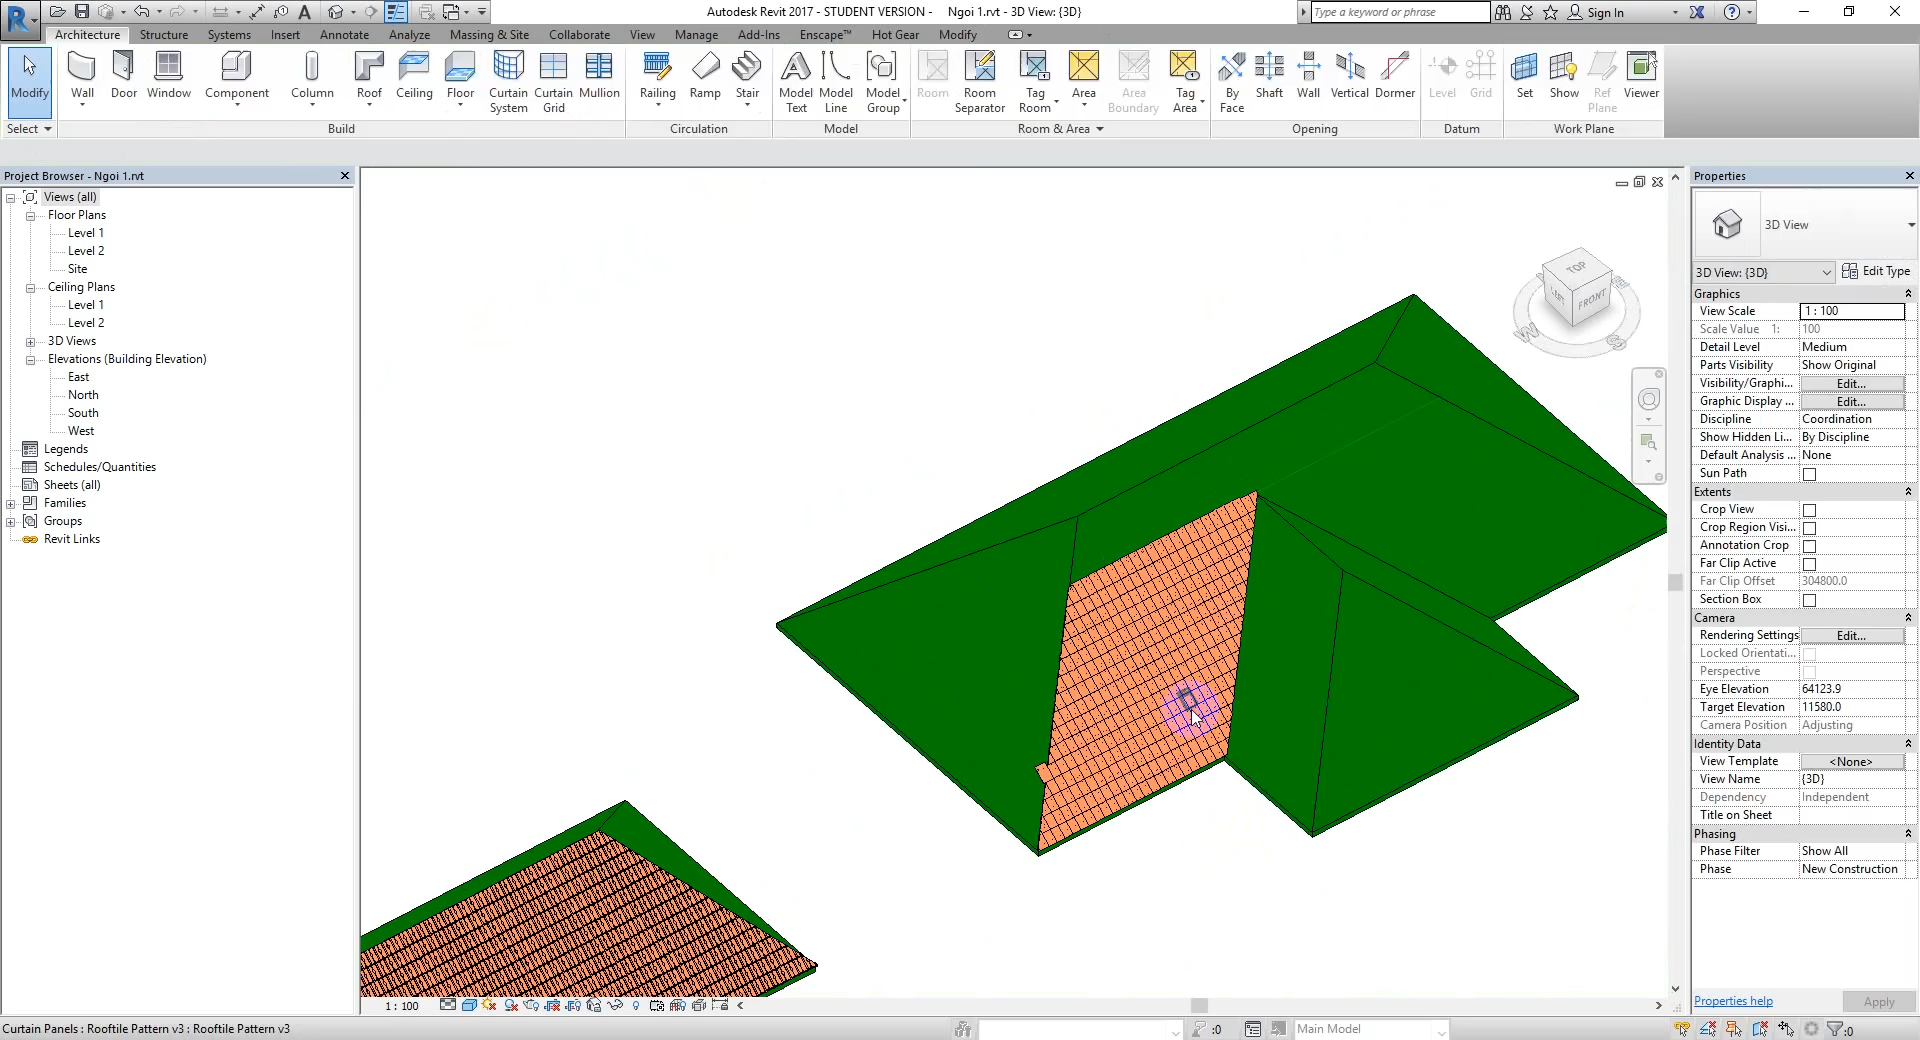 Autodesk Revit 2017 - STUDENT VERSION - Ngoi 1.rvt - 3D View: {3D}
Type a keyword or phrase
Sign In
Architecture Structure Systems Insert Annotate Analyze Massing & Site Collaborate View Manage Add-Ins Enscape™ Hot Gear Modify
Modify Wall Door Window Component Column Roof Ceiling Floor Curtain System Curtain Grid Mullion Railing Ramp Stair Model Text Model Line Model Group Room Room Separator Tag Room Area Area Boundary Tag Area By Face Shaft Wall Vertical Dormer Level Grid Set Show Ref Plane Viewer
Select Build Circulation Model Room & Area Opening Datum Work Plane
Project Browser - Ngoi 1.rvt
Views (all)
Floor Plans
Level 1
Level 2
Site
Ceiling Plans
Level 1
Level 2
3D Views
Elevations (Building Elevation)
East
North
South
West
Legends
Schedules/Quantities
Sheets (all)
Families
Groups
Revit Links
TOP
LEFT
FRONT
W
S
Properties
3D View
3D View: {3D} Edit Type
Graphics
View Scale 1 : 100
Scale Value 1: 100
Detail Level Medium
Parts Visibility Show Original
Visibility/Graphi... Edit...
Graphic Display ... Edit...
Discipline Coordination
Show Hidden Li... By Discipline
Default Analysis ... None
Sun Path
Extents
Crop View
Crop Region Visi...
Annotation Crop
Far Clip Active
Far Clip Offset 304800.0
Section Box
Camera
Rendering Settings Edit...
Locked Orientati...
Perspective
Eye Elevation 64123.9
Target Elevation 11580.0
Camera Position Adjusting
Identity Data
View Template <None>
View Name {3D}
Dependency Independent
Title on Sheet
Phasing
Phase Filter Show All
Phase New Construction
Properties help Apply
1 : 100
Curtain Panels : Rooftile Pattern v3 : Rooftile Pattern v3
:0
Main Model
:0